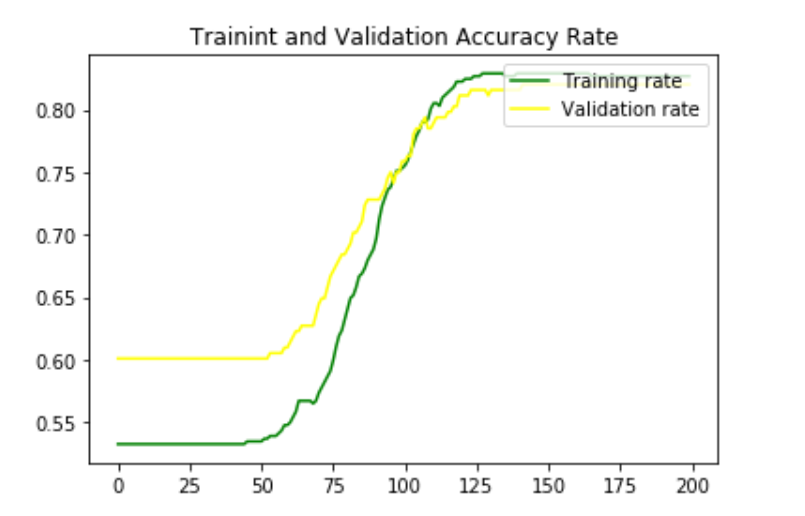 Trainint and Validation Accuracy Rate
Training rate
Validation rate
0.80
0.75
0.70
0.65
0.60
0.55
0 25 50 75 100 125 150 175 200